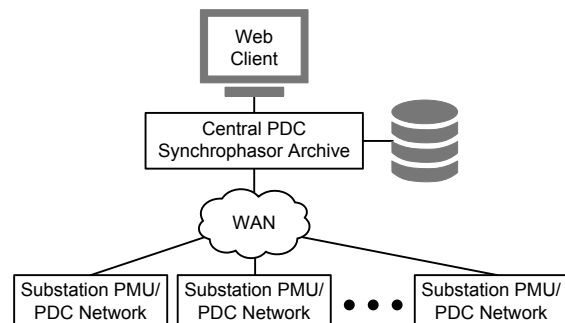 Web
Client
Central PDC
Synchrophasor Archive
WAN
Substation PMU/
PDC Network
Substation PMU/
PDC Network
Substation PMU/
PDC Network